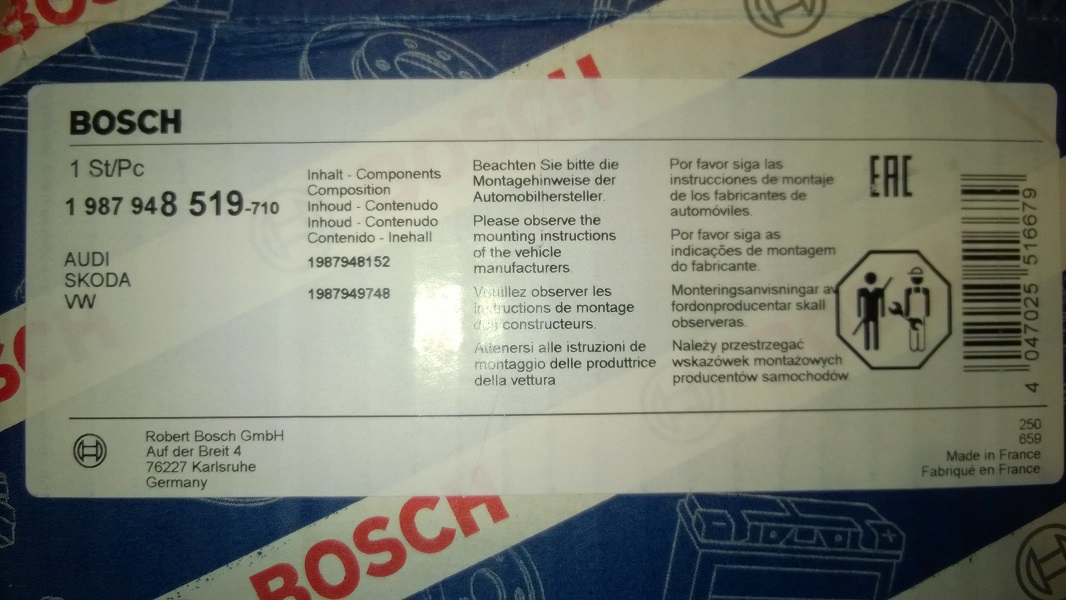 BOSCH
BOSCH
1 St/Pc
1 987 948 519-710
AUDI
SKODA
VW
Inhalt - Components
Composition
Inhoud - Contenudo
Inhoud - Contenudo
Contenido - Inehall
1987948152
1987949748
Beachten Sie bitte die
Montagehinweise der
Automobilhersteller.
Please observe the
mounting instructions
of the vehicle
manufacturers.
Veuillez observer les
instructions de montage
des constructeurs.
Attenersi alle istruzioni de
montaggio delle produttrice
della vettura
Por favor siga las
instrucciones de montaje
de los fabricantes de
automóviles.
Por favor siga as
indicações de montagem
do fabricante.
Monteringsanvisningar av
fordonproducentar skall
observeras.
Należy przestrzegać
wskazówek montażowych
producentów samochodów
EAC
4 047025 516679
Robert Bosch GmbH
Auf der Breit 4
76227 Karlsruhe
Germany
250
659
Made in France
Fabriqué en France
BOSCH